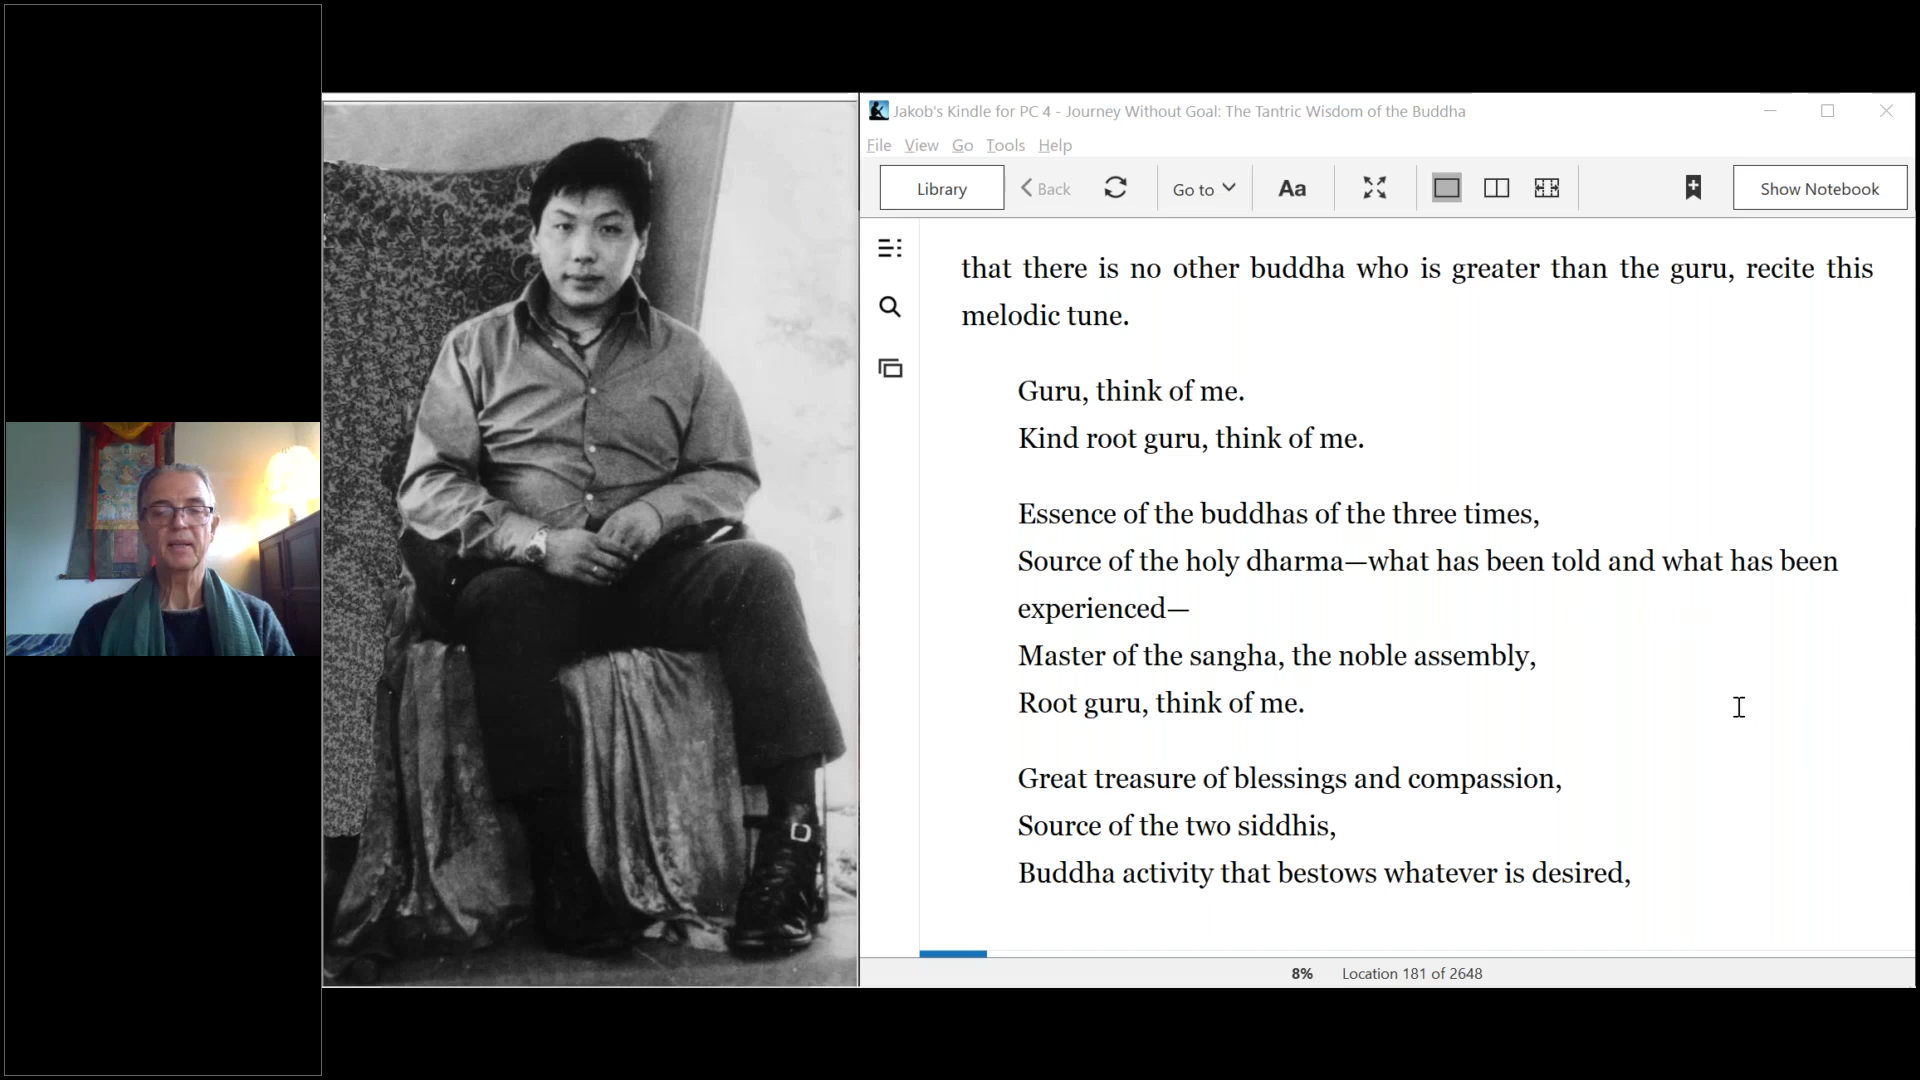 Jakob's Kindle for PC 4 - Journey Without Goal: The Tantric Wisdom of the Buddha
File View Go Tools Help
Library Back Go to Aa Show Notebook
that there is no other buddha who is greater than the guru, recite this
melodic tune.
Guru, think of me.
Kind root guru, think of me.
Essence of the buddhas of the three times,
Source of the holy dharma—what has been told and what has been
experienced—
Master of the sangha, the noble assembly,
Root guru, think of me.
Great treasure of blessings and compassion,
Source of the two siddhis,
Buddha activity that bestows whatever is desired,
8% Location 181 of 2648